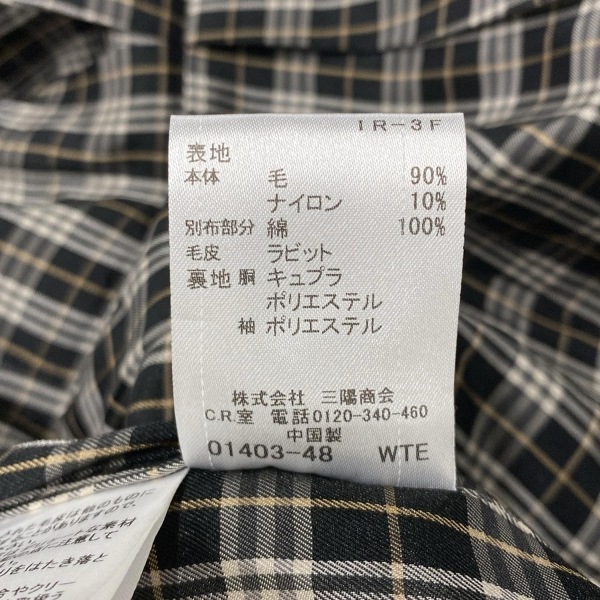 IR-3F
表地
本体 毛 90%
ナイロン 10%
別布部分 綿 100%
毛皮 ラビット
裏地 胴 キュプラ
ポリエステル
袖 ポリエステル
株式会社 三陽商会
C.R.室 電話0120-340-460
中国製
01403-48 WTE